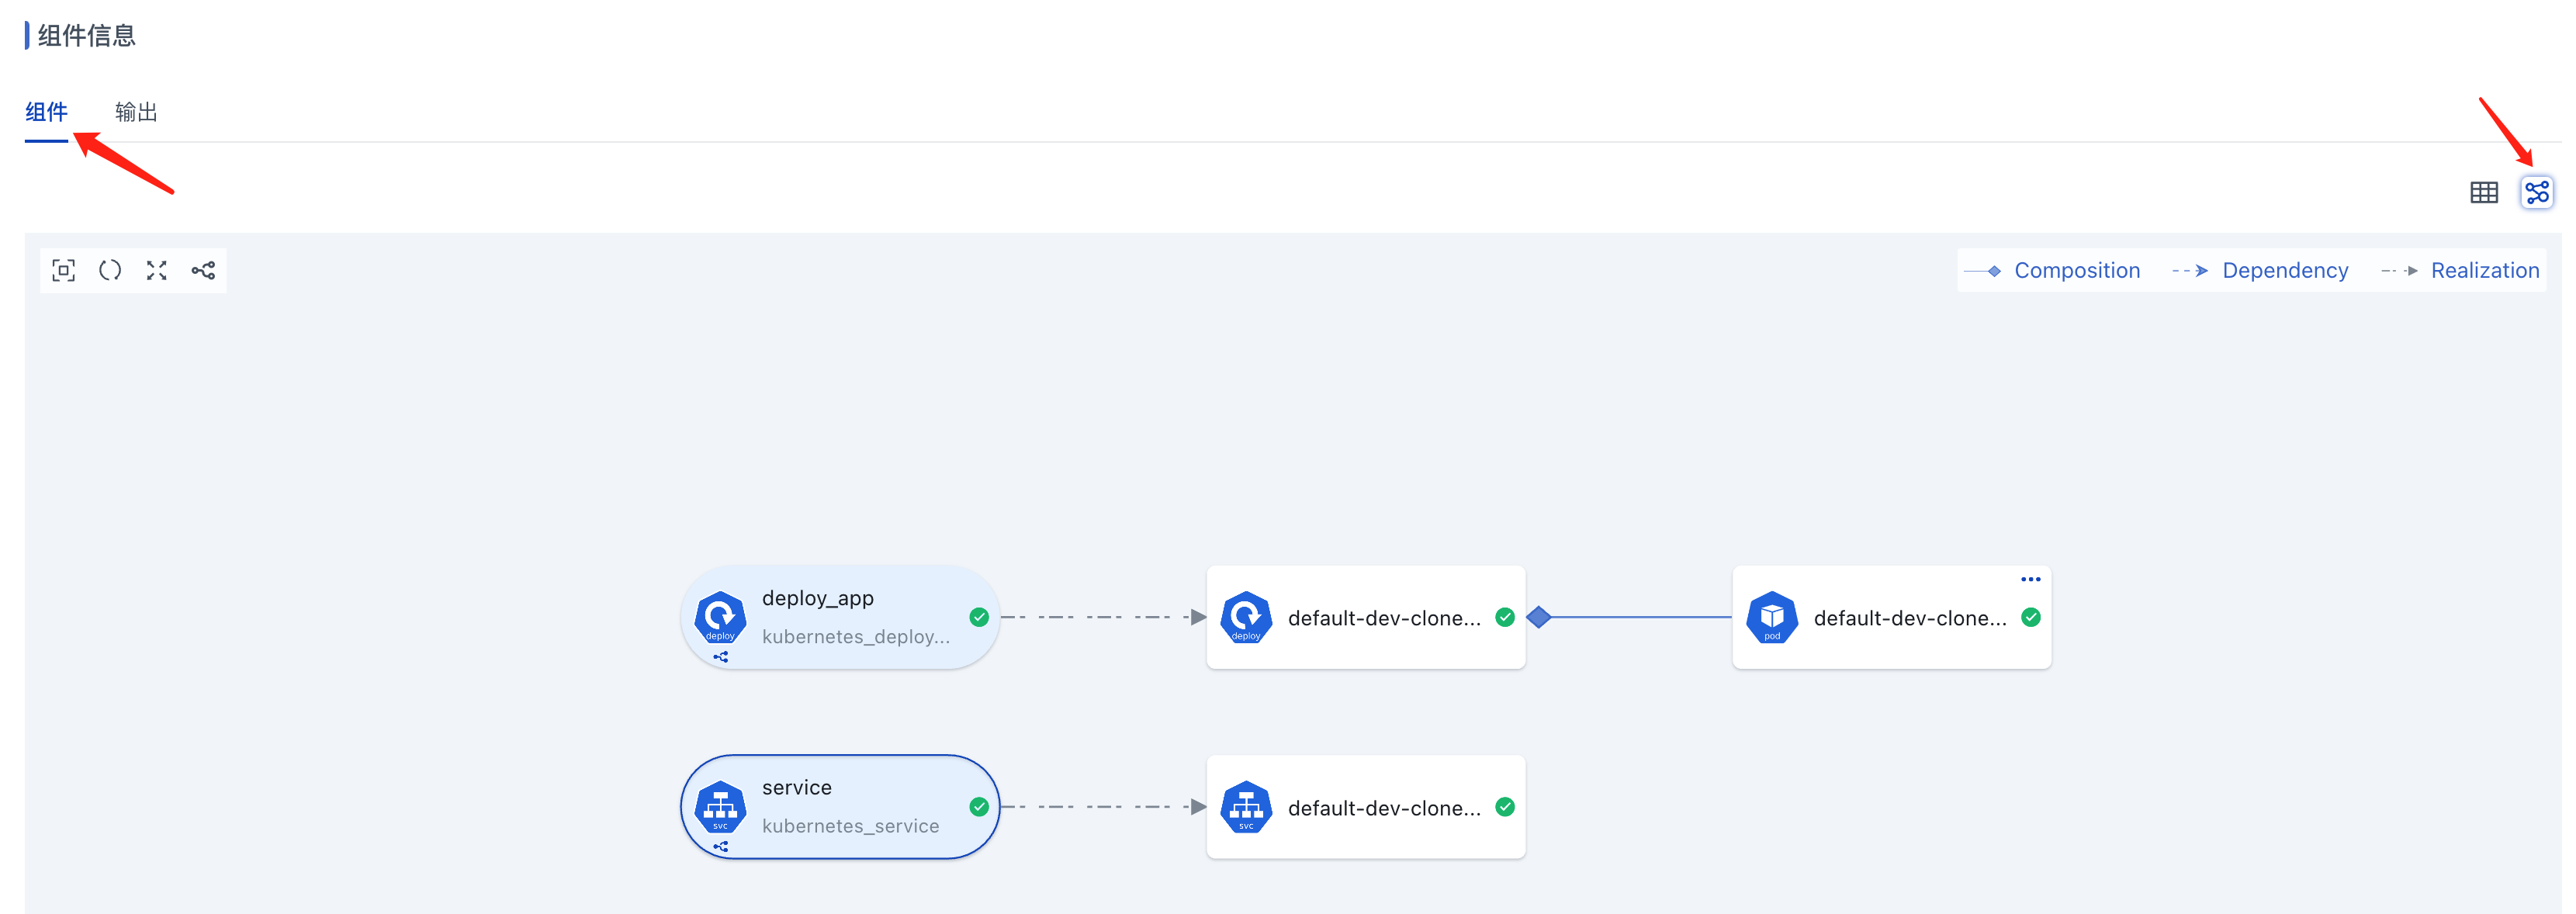 组件信息
组件 输出
Composition Dependency Realization
deploy_app
kubernetes_deploy...
deploy
default-dev-clone...
deploy
default-dev-clone...
pod
service
kubernetes_service
svc
default-dev-clone...
svc